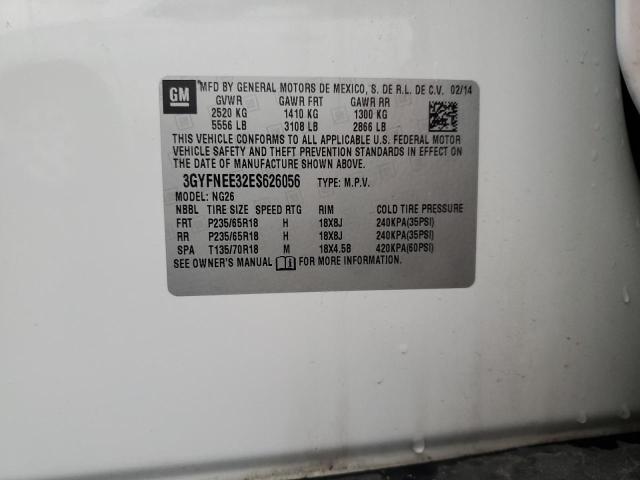 GM
MFD BY GENERAL MOTORS DE MEXICO, S. DE R.L. DE C.V. 02/14
GVWR GAWR FRT GAWR RR
2520 KG 1410 KG 1300 KG
5556 LB 3108 LB 2866 LB
THIS VEHICLE CONFORMS TO ALL APPLICABLE U.S. FEDERAL MOTOR
VEHICLE SAFETY AND THEFT PREVENTION STANDARDS IN EFFECT ON
THE DATE OF MANUFACTURE SHOWN ABOVE.
3GYFNEE32ES626056 TYPE: M.P.V.
MODEL: NG26
NBBL TIRE SIZE SPEED RTG RIM COLD TIRE PRESSURE
FRT P235/65R18 H 18X8J 240KPA(35PSI)
RR P235/65R18 H 18X8J 240KPA(35PSI)
SPA T135/70R18 M 18X4.5B 420KPA(60PSI)
SEE OWNER'S MANUAL FOR MORE INFORMATION.